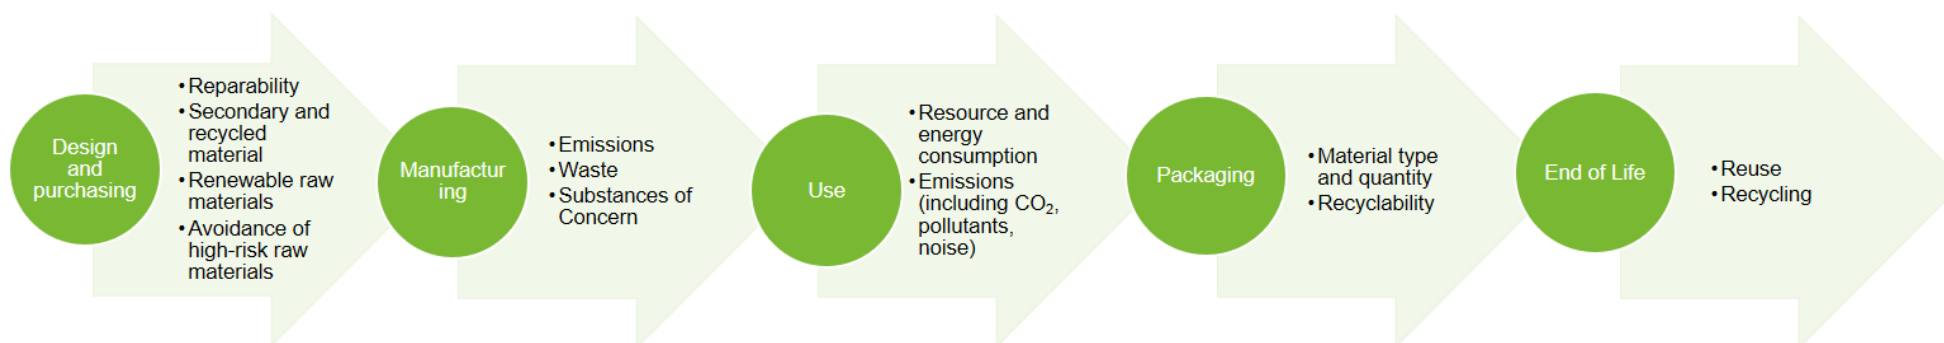 Design
and
purchasing
•Reparability
•Secondary and
recycled
material
•Renewable raw
materials
•Avoidance of
high-risk raw
materials
Manufactur
ing
•Emissions
•Waste
•Substances of
Concern
Use
•Resource and
energy
consumption
•Emissions
(including CO₂,
pollutants,
noise)
Packaging
•Material type
and quantity
•Recyclability
End of Life
•Reuse
•Recycling